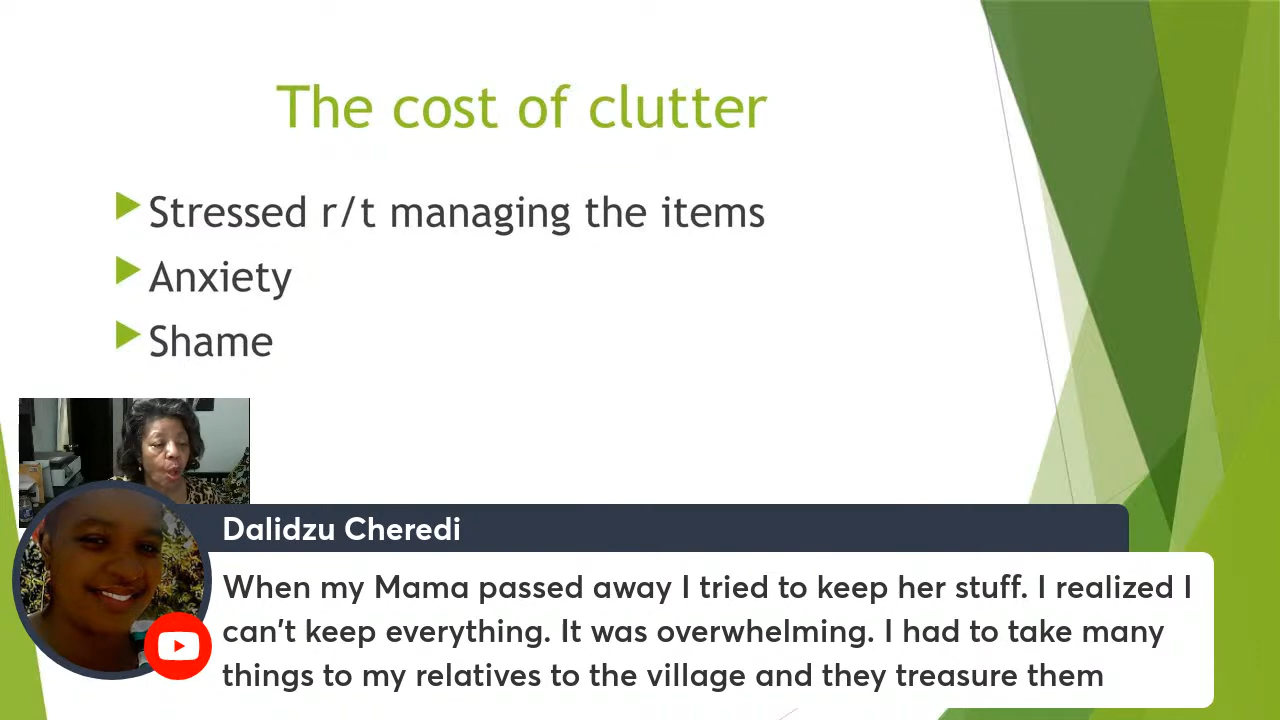 The cost of clutter
Stressed r/t managing the items
Anxiety
Shame
Dalidzu Cheredi
When my Mama passed away I tried to keep her stuff. I realized I
can't keep everything. It was overwhelming. I had to take many
things to my relatives to the village and they treasure them